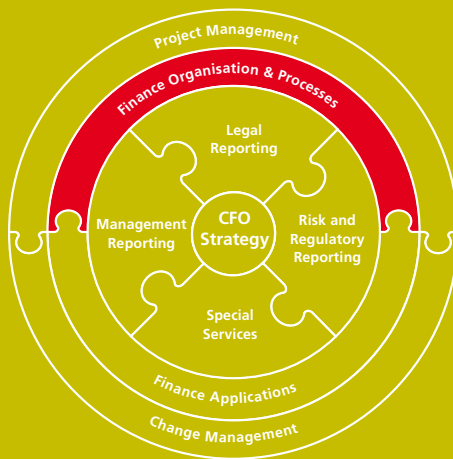 Project Management
Finance Organisation & Processes
Legal
Reporting
Management
Reporting
CFO
Strategy
Risk and
Regulatory
Reporting
Special
Services
Finance Applications
Change Management